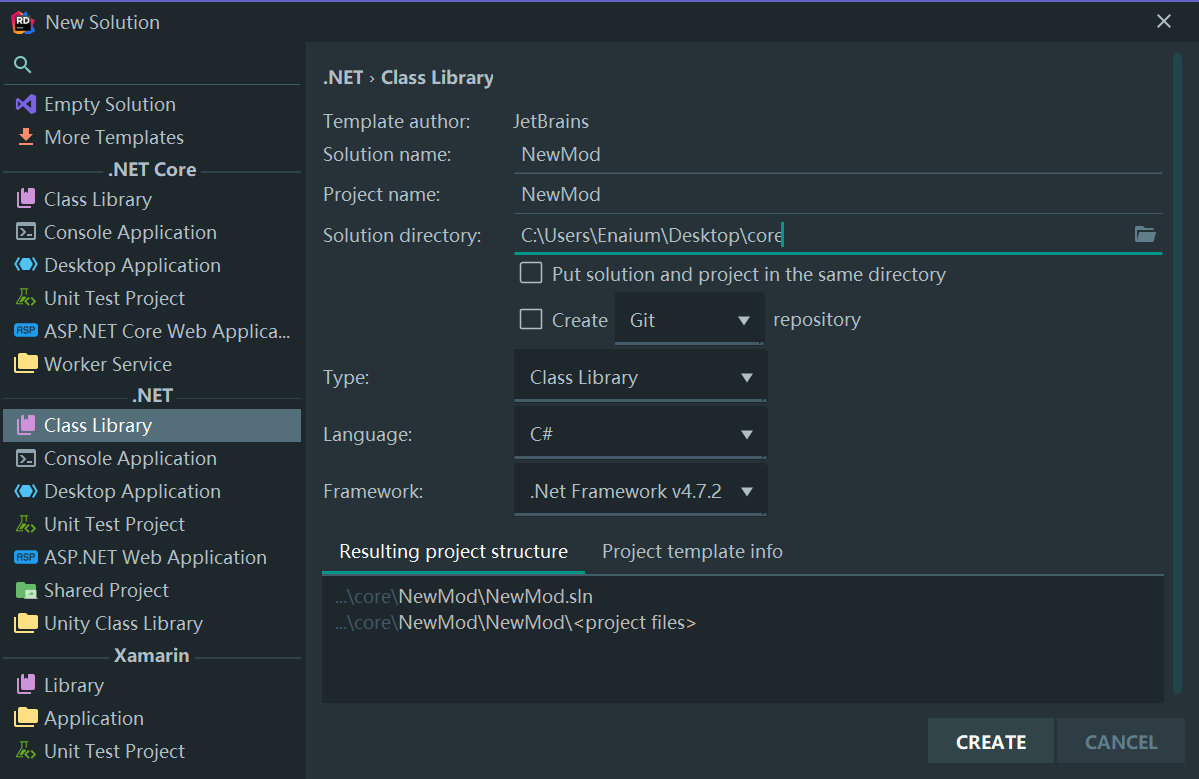 RD New Solution
Empty Solution
More Templates
.NET Core
Class Library
Console Application
Desktop Application
Unit Test Project
ASP ASP.NET Core Web Applica...
Worker Service
.NET
Class Library
Console Application
Desktop Application
Unit Test Project
ASP ASP.NET Web Application
Shared Project
Unity Class Library
Xamarin
Library
Application
Unit Test Project
.NET › Class Library
Template author: JetBrains
Solution name: NewMod
Project name: NewMod
Solution directory: C:\Users\Enaium\Desktop\core
Put solution and project in the same directory
Create Git repository
Type: Class Library
Language: C#
Framework: .Net Framework v4.7.2
Resulting project structure Project template info
...\core\NewMod\NewMod.sln
...\core\NewMod\NewMod\<project files>
CREATE CANCEL